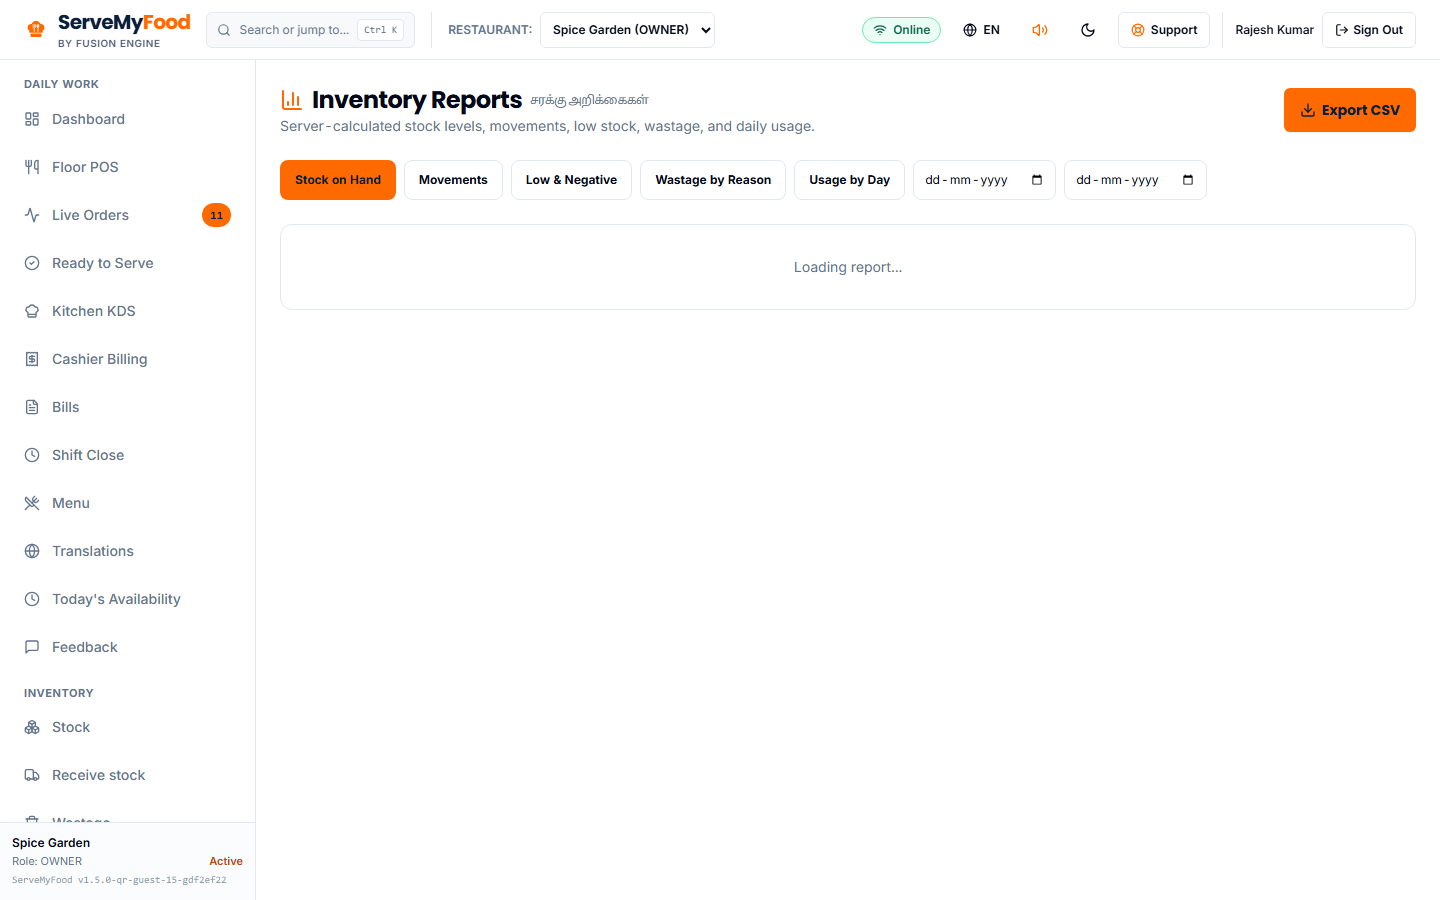 ServeMyFood
BY FUSION ENGINE
Search or jump to...
Ctrl K
RESTAURANT:
Spice Garden (OWNER)
Online
EN
Support
Rajesh Kumar
Sign Out
DAILY WORK
Dashboard
Floor POS
Live Orders
11
Ready to Serve
Kitchen KDS
Cashier Billing
Bills
Shift Close
Menu
Translations
Today's Availability
Feedback
INVENTORY
Stock
Receive stock
Wastage
Spice Garden
Role: OWNER
Active
ServeMyFood v1.5.0-qr-guest-15-gdf2ef22
Inventory Reports
சரக்கு அறிக்கைகள்
Server-calculated stock levels, movements, low stock, wastage, and daily usage.
Export CSV
Stock on Hand
Movements
Low & Negative
Wastage by Reason
Usage by Day
dd-mm-yyyy
dd-mm-yyyy
Loading report...